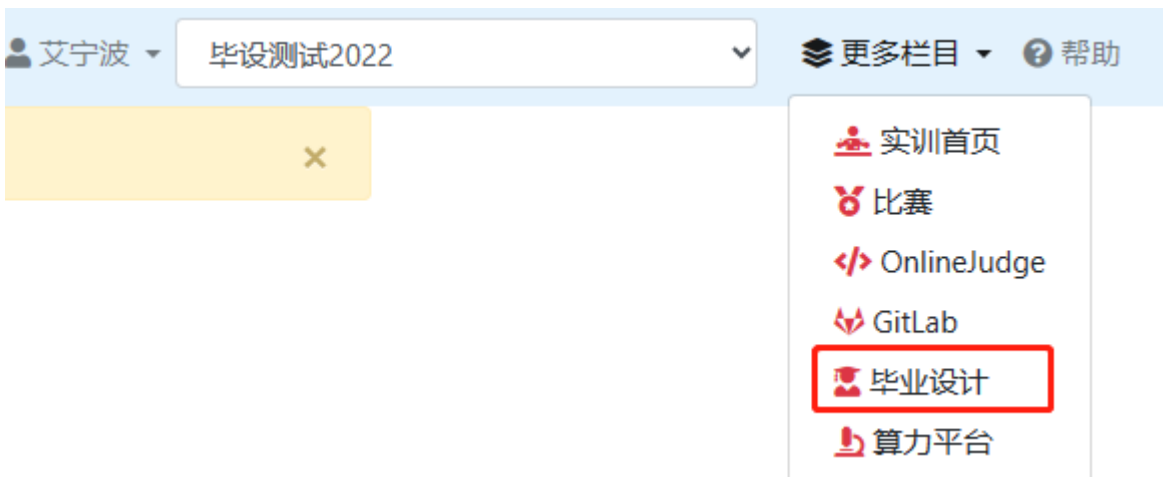 艾宁波 毕设测试2022 更多栏目 帮助
×
实训首页
比赛
OnlineJudge
GitLab
毕业设计
算力平台